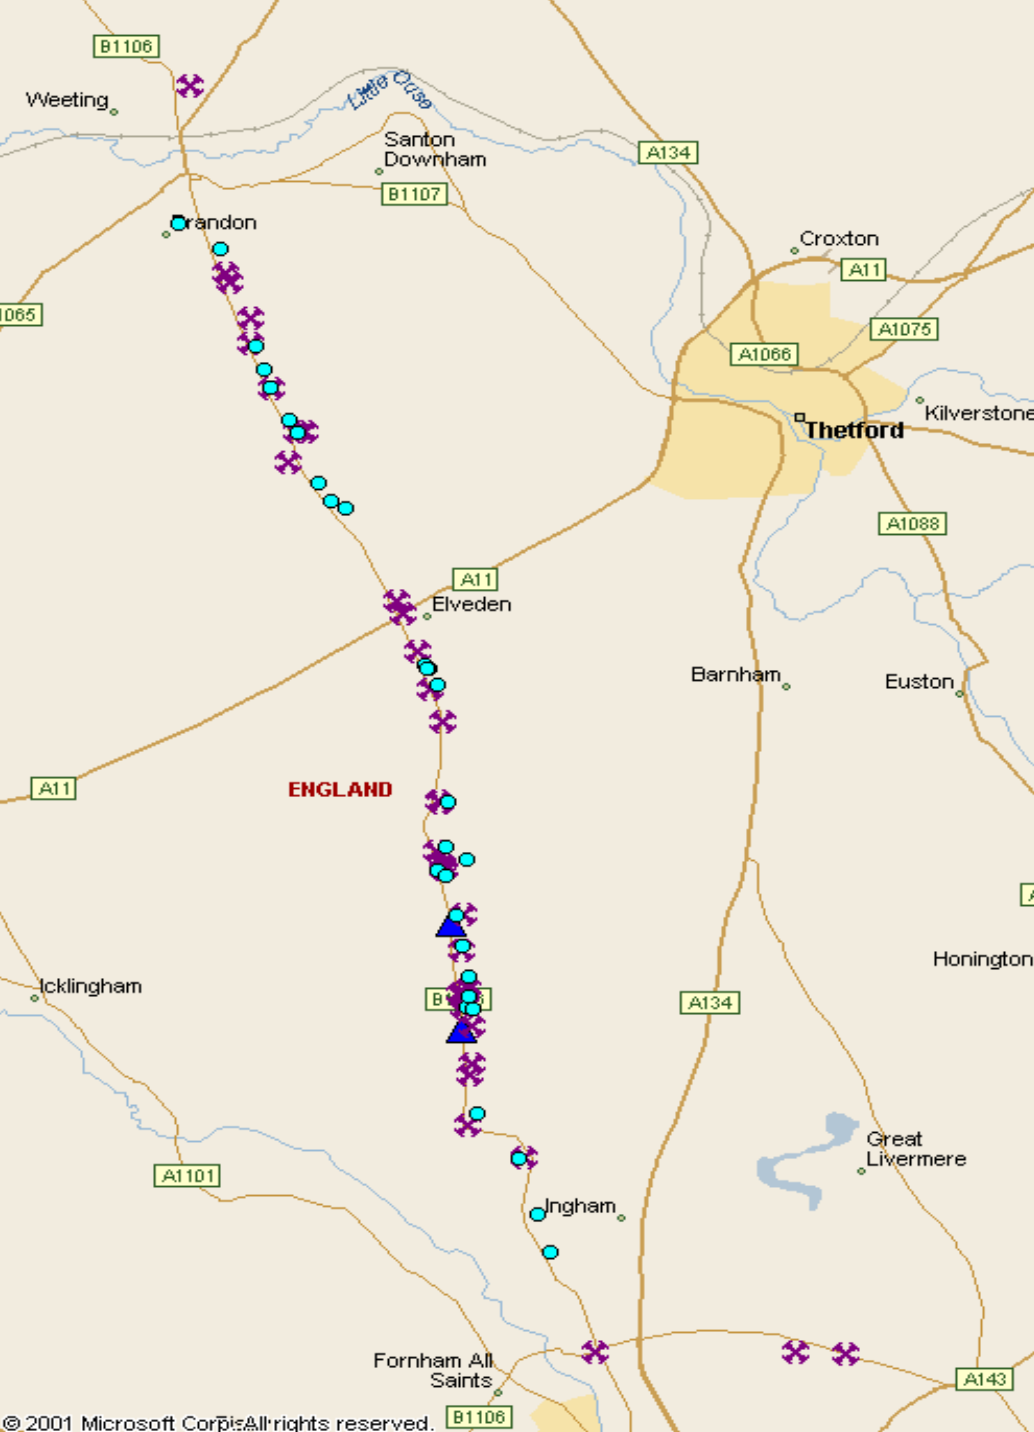 B1106
Weeting
Little Ouse
Santon
Downham
A134
B1107
Brandon
Croxton
A11
1065
A1075
A1066
Kilverstone
Thetford
A1088
A11
Elveden
Barnham
Euston
A11
ENGLAND
Honington
Icklingham
A134
Great
Livermere
A1101
Ingham
Fornham All
Saints
A143
B1106
© 2001 Microsoft Corp. All rights reserved.